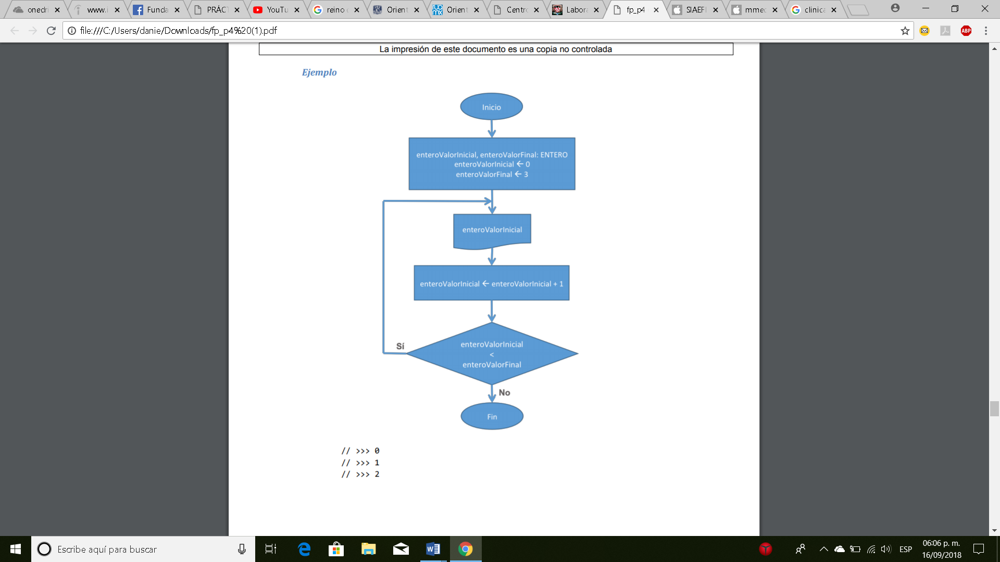 onedri
www.i
Funda
PRÁCT
YouTu
reino d
Orient
Orient
Centro
Labora
fp_p4
SIAEFI
mmec
clinica
file:///C:/Users/danie/Downloads/fp_p4%20(1).pdf
ABP
La impresión de este documento es una copia no controlada
Ejemplo
Inicio
enteroValorInicial, enteroValorFinal: ENTERO
enteroValorInicial ← 0
enteroValorFinal ← 3
enteroValorInicial
enteroValorInicial ← enteroValorInicial + 1
Sí
enteroValorInicial
<
enteroValorFinal
No
Fin
// >>> 0
// >>> 1
// >>> 2
Escribe aquí para buscar
ESP
06:06 p. m.
16/09/2018